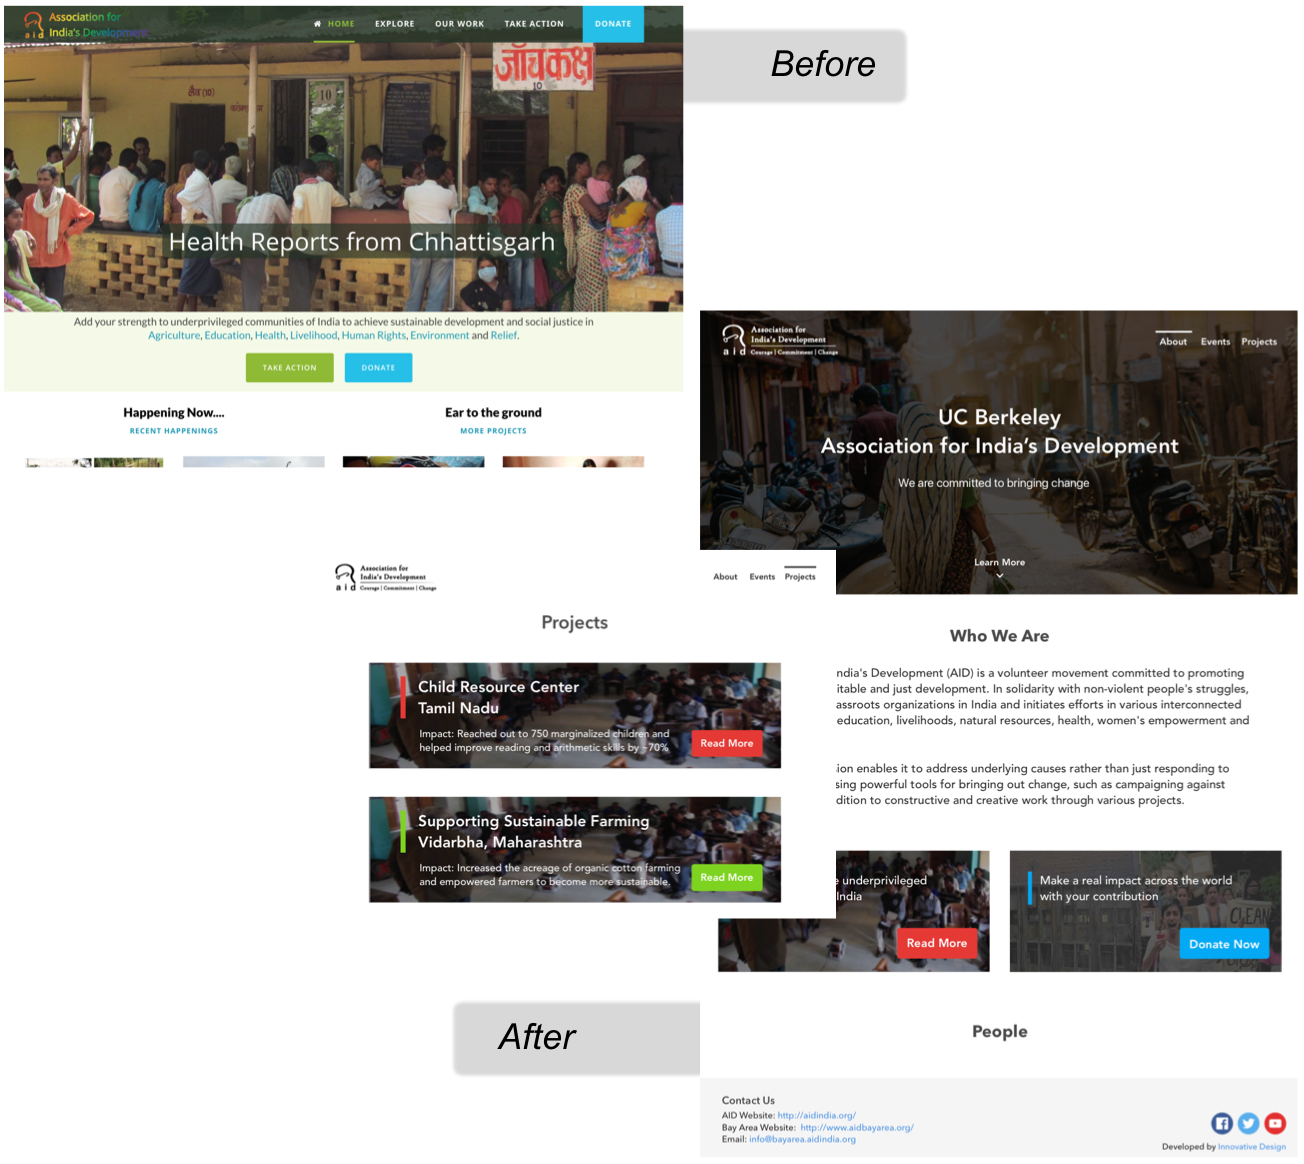 Association for
India's Development
aid
HOME
EXPLORE
OUR WORK
TAKE ACTION
DONATE
Before
जाँचकक्ष
10
10
Health Reports from Chhattisgarh
Add your strength to underprivileged communities of India to achieve sustainable development and social justice in
Agriculture, Education, Health, Livelihood, Human Rights, Environment and Relief.
TAKE ACTION
DONATE
Happening Now....
RECENT HAPPENINGS
Ear to the ground
MORE PROJECTS
Association for
India's Development
aid Courage | Commitment | Change
About
Events
Projects
UC Berkeley
Association for India's Development
We are committed to bringing change
Learn More
Association for
India's Development
aid Courage | Commitment | Change
About
Events
Projects
Projects
Child Resource Center
Tamil Nadu
Impact: Reached out to 750 marginalized children and
helped improve reading and arithmetic skills by ~70%
Read More
Supporting Sustainable Farming
Vidarbha, Maharashtra
Impact: Increased the acreage of organic cotton farming
and empowered farmers to become more sustainable.
Read More
Who We Are
ndia's Development (AID) is a volunteer movement committed to promoting
itable and just development. In solidarity with non-violent people's struggles,
assroots organizations in India and initiates efforts in various interconnected
education, livelihoods, natural resources, health, women's empowerment and
ion enables it to address underlying causes rather than just responding to
sing powerful tools for bringing out change, such as campaigning against
dition to constructive and creative work through various projects.
e underprivileged
India
Read More
Make a real impact across the world
with your contribution
CLEAN
Donate Now
After
People
Contact Us
AID Website: http://aidindia.org/
Bay Area Website: http://www.aidbayarea.org/
Email: info@bayarea.aidindia.org
Developed by Innovative Design